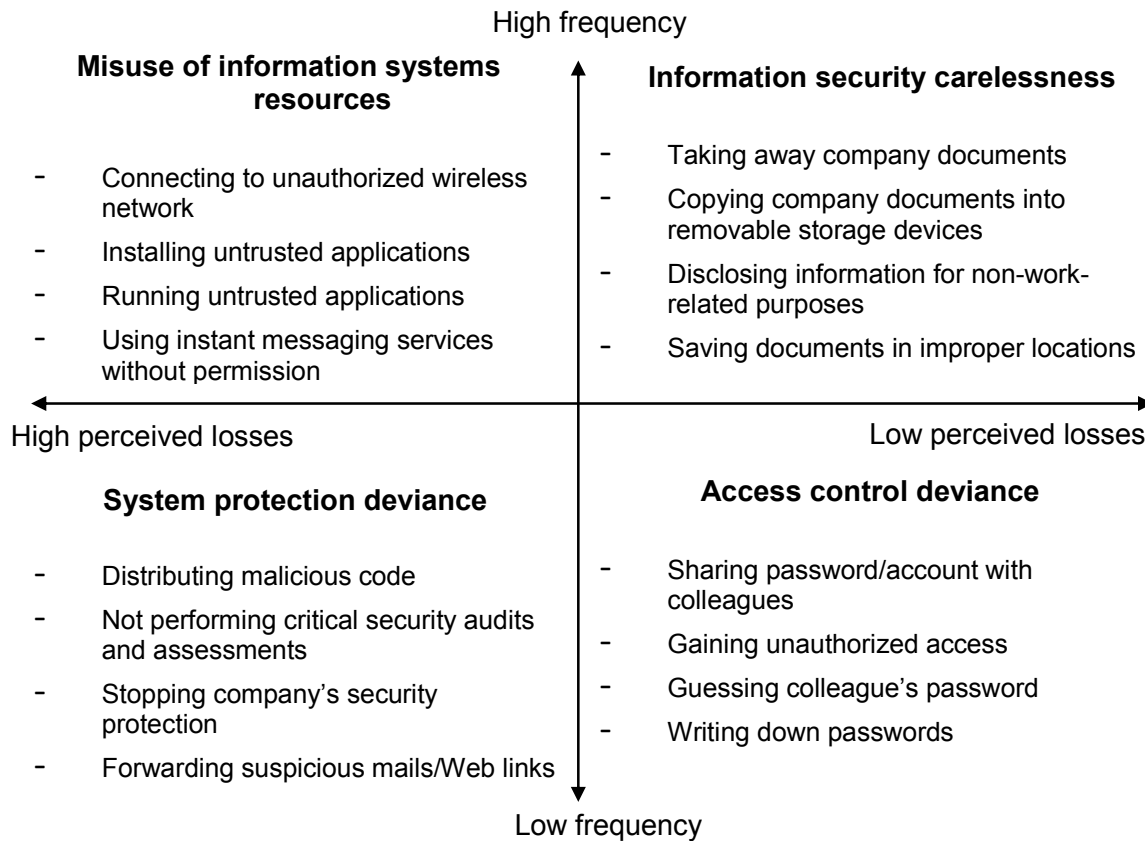 High frequency
Misuse of information systems
resources
- Connecting to unauthorized wireless
network
- Installing untrusted applications
- Running untrusted applications
- Using instant messaging services
without permission
Information security carelessness
- Taking away company documents
- Copying company documents into
removable storage devices
- Disclosing information for non-work-
related purposes
- Saving documents in improper locations
High perceived losses
Low perceived losses
System protection deviance
- Distributing malicious code
- Not performing critical security audits
and assessments
- Stopping company’s security
protection
- Forwarding suspicious mails/Web links
Access control deviance
- Sharing password/account with
colleagues
- Gaining unauthorized access
- Guessing colleague’s password
- Writing down passwords
Low frequency